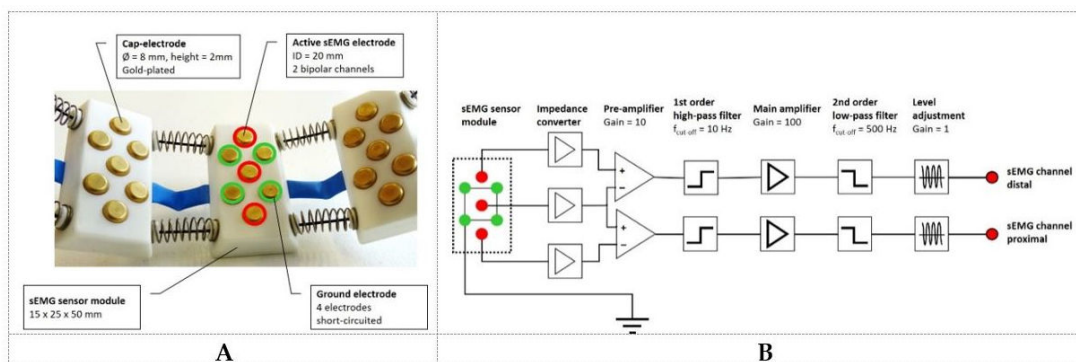 Cap-electrode
Ø = 8 mm, height = 2mm
Gold-plated
Active sEMG electrode
ID = 20 mm
2 bipolar channels
sEMG sensor module
15 x 25 x 50 mm
Ground electrode
4 electrodes
short-circuited
A
sEMG sensor
module
Impedance
converter
Pre-amplifier
Gain = 10
1st order
high-pass filter
fcut-off = 10 Hz
Main amplifier
Gain = 100
2nd order
low-pass filter
fcut-off = 500 Hz
Level
adjustment
Gain = 1
+
−
+
−
sEMG channel
distal
sEMG channel
proximal
B